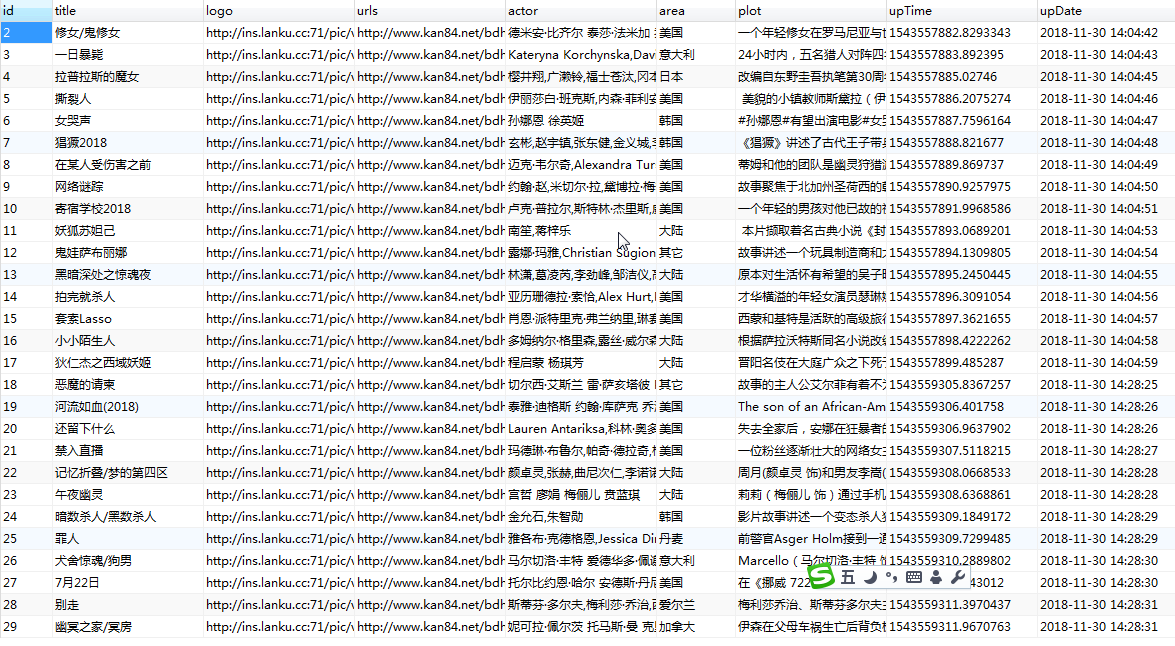 id title logo urls actor area plot upTime upDate
2 修女/鬼修女 http://ins.lanku.cc:71/pic/ http://www.kan84.net/bdh 德米安·比齐尔 泰莎·法米加 美国 一个年轻修女在罗马尼亚与 1543557882.8293343 2018-11-30 14:04:42
3 一日暴毙 http://ins.lanku.cc:71/pic/ http://www.kan84.net/bdh Kateryna Korchynska,Dav 意大利 24小时内，五名猎人对阵四 1543557883.892395 2018-11-30 14:04:43
4 拉普拉斯的魔女 http://ins.lanku.cc:71/pic/ http://www.kan84.net/bdh 樱井翔,广濑铃,福士苍汰,冈本 日本 改编自东野圭吾执笔第30周 1543557885.02746 2018-11-30 14:04:45
5 撕裂人 http://ins.lanku.cc:71/pic/ http://www.kan84.net/bdh 伊丽莎白·班克斯,内森·菲利安 美国 美貌的小镇教师斯黛拉（伊 1543557886.2075274 2018-11-30 14:04:46
6 女哭声 http://ins.lanku.cc:71/pic/ http://www.kan84.net/bdh 孙娜恩 徐英姬 韩国 #孙娜恩#有望出演电影#女 1543557887.7596164 2018-11-30 14:04:47
7 猖獗2018 http://ins.lanku.cc:71/pic/ http://www.kan84.net/bdh 玄彬,赵宇镇,张东健,金义城, 韩国 《猖獗》讲述了古代王子带 1543557888.821677 2018-11-30 14:04:48
8 在某人受伤害之前 http://ins.lanku.cc:71/pic/ http://www.kan84.net/bdh 迈克·韦尔奇,Alexandra Tur 美国 蒂姆和他的团队是幽灵狩猎 1543557889.869737 2018-11-30 14:04:49
9 网络谜踪 http://ins.lanku.cc:71/pic/ http://www.kan84.net/bdh 约翰·赵,米切尔·拉,黛博拉·梅 美国 故事聚焦于北加州圣荷西的 1543557890.9257975 2018-11-30 14:04:50
10 寄宿学校2018 http://ins.lanku.cc:71/pic/ http://www.kan84.net/bdh 卢克·普拉尔,斯特林·杰里斯, 美国 一个年轻的男孩对他已故的 1543557891.9968586 2018-11-30 14:04:51
11 妖狐苏妲己 http://ins.lanku.cc:71/pic/ http://www.kan84.net/bdh 南笙,蒋梓乐 大陆 本片撷取着名古典小说《封 1543557893.0689201 2018-11-30 14:04:53
12 鬼娃萨布丽娜 http://ins.lanku.cc:71/pic/ http://www.kan84.net/bdh 露娜·玛雅,Christian Sugion 其它 故事讲述一个玩具制造商和 1543557894.1309805 2018-11-30 14:04:54
13 黑暗深处之惊魂夜 http://ins.lanku.cc:71/pic/ http://www.kan84.net/bdh 林潇,葛凌芮,李劲峰,邹洁仪, 大陆 原本对生活怀有希望的吴子 1543557895.2450445 2018-11-30 14:04:55
14 拍完就杀人 http://ins.lanku.cc:71/pic/ http://www.kan84.net/bdh 亚历珊德拉·索恰,Alex Hurt, 美国 才华横溢的年轻女演员瑟琳 1543557896.3091054 2018-11-30 14:04:56
15 套索Lasso http://ins.lanku.cc:71/pic/ http://www.kan84.net/bdh 肖恩·派特里克·弗兰纳里,琳 美国 西蒙和基特是活跃的高级旅 1543557897.3621655 2018-11-30 14:04:57
16 小小陌生人 http://ins.lanku.cc:71/pic/ http://www.kan84.net/bdh 多姆纳尔·格里森,露丝·威尔森 大陆 根据萨拉沃特斯同名小说改编 1543557898.4222262 2018-11-30 14:04:58
17 狄仁杰之西域妖姬 http://ins.lanku.cc:71/pic/ http://www.kan84.net/bdh 程启蒙 杨琪芳 大陆 晋阳名伎在大庭广众之下死 1543557899.485287 2018-11-30 14:04:59
18 恶魔的请柬 http://ins.lanku.cc:71/pic/ http://www.kan84.net/bdh 切尔西·艾斯兰 雷·萨亥塔彼 其它 故事的主人公艾尔菲有着不 1543559305.8367257 2018-11-30 14:28:25
19 河流如血(2018) http://ins.lanku.cc:71/pic/ http://www.kan84.net/bdh 泰雅·迪格斯 约翰·库萨克 乔 美国 The son of an African-Am 1543559306.401758 2018-11-30 14:28:26
20 还留下什么 http://ins.lanku.cc:71/pic/ http://www.kan84.net/bdh Lauren Antariksa,科林·奥多 美国 失去全家后，安娜在狂暴者 1543559306.9637902 2018-11-30 14:28:26
21 禁入直播 http://ins.lanku.cc:71/pic/ http://www.kan84.net/bdh 玛德琳·布鲁尔,帕奇·德拉奇, 美国 一位粉丝逐渐壮大的网络女 1543559307.5118215 2018-11-30 14:28:27
22 记忆折叠/梦的第四区 http://ins.lanku.cc:71/pic/ http://www.kan84.net/bdh 颜卓灵,张赫,曲尼次仁,李诺 大陆 周月(颜卓灵 饰)和男友李嵩( 1543559308.0668533 2018-11-30 14:28:28
23 午夜幽灵 http://ins.lanku.cc:71/pic/ http://www.kan84.net/bdh 宫哲 廖娟 梅俪儿 贲蓝琪 大陆 莉莉（梅俪儿 饰）通过手机 1543559308.6368861 2018-11-30 14:28:28
24 暗数杀人/黑数杀人 http://ins.lanku.cc:71/pic/ http://www.kan84.net/bdh 金允石,朱智勋 韩国 影片故事讲述一个变态杀人 1543559309.1849172 2018-11-30 14:28:29
25 罪人 http://ins.lanku.cc:71/pic/ http://www.kan84.net/bdh 雅各布·克德格恩,Jessica Din 丹麦 前警官Asger Holm接到一通 1543559309.7299485 2018-11-30 14:28:29
26 犬舍惊魂/狗男 http://ins.lanku.cc:71/pic/ http://www.kan84.net/bdh 马尔切洛·丰特 爱德华多·佩 意大利 Marcello（马尔切洛·丰特 饰 1543559310.2889802 2018-11-30 14:28:30
27 7月22日 http://ins.lanku.cc:71/pic/ http://www.kan84.net/bdh 托尔比约恩·哈尔 安德斯·丹 美国 在《挪威 722 43012 2018-11-30 14:28:30
五
28 别走 http://ins.lanku.cc:71/pic/ http://www.kan84.net/bdh 斯蒂芬·多尔夫,梅利莎·乔治, 爱尔兰 梅利莎乔治、斯蒂芬多尔夫 1543559311.3970437 2018-11-30 14:28:31
29 幽冥之家/冥房 http://ins.lanku.cc:71/pic/ http://www.kan84.net/bdh 妮可拉·佩尔茨 托马斯·曼 克 加拿大 伊森在父母车祸生亡后背负 1543559311.9670763 2018-11-30 14:28:31